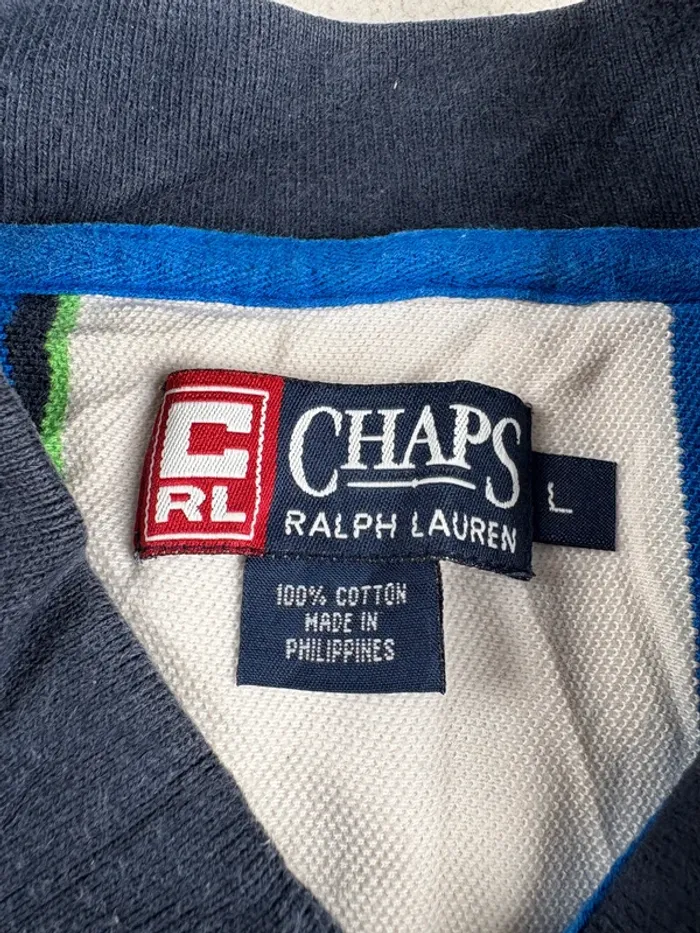 C
RL
CHAPS
RALPH LAUREN
L
100% COTTON
MADE IN
PHILIPPINES